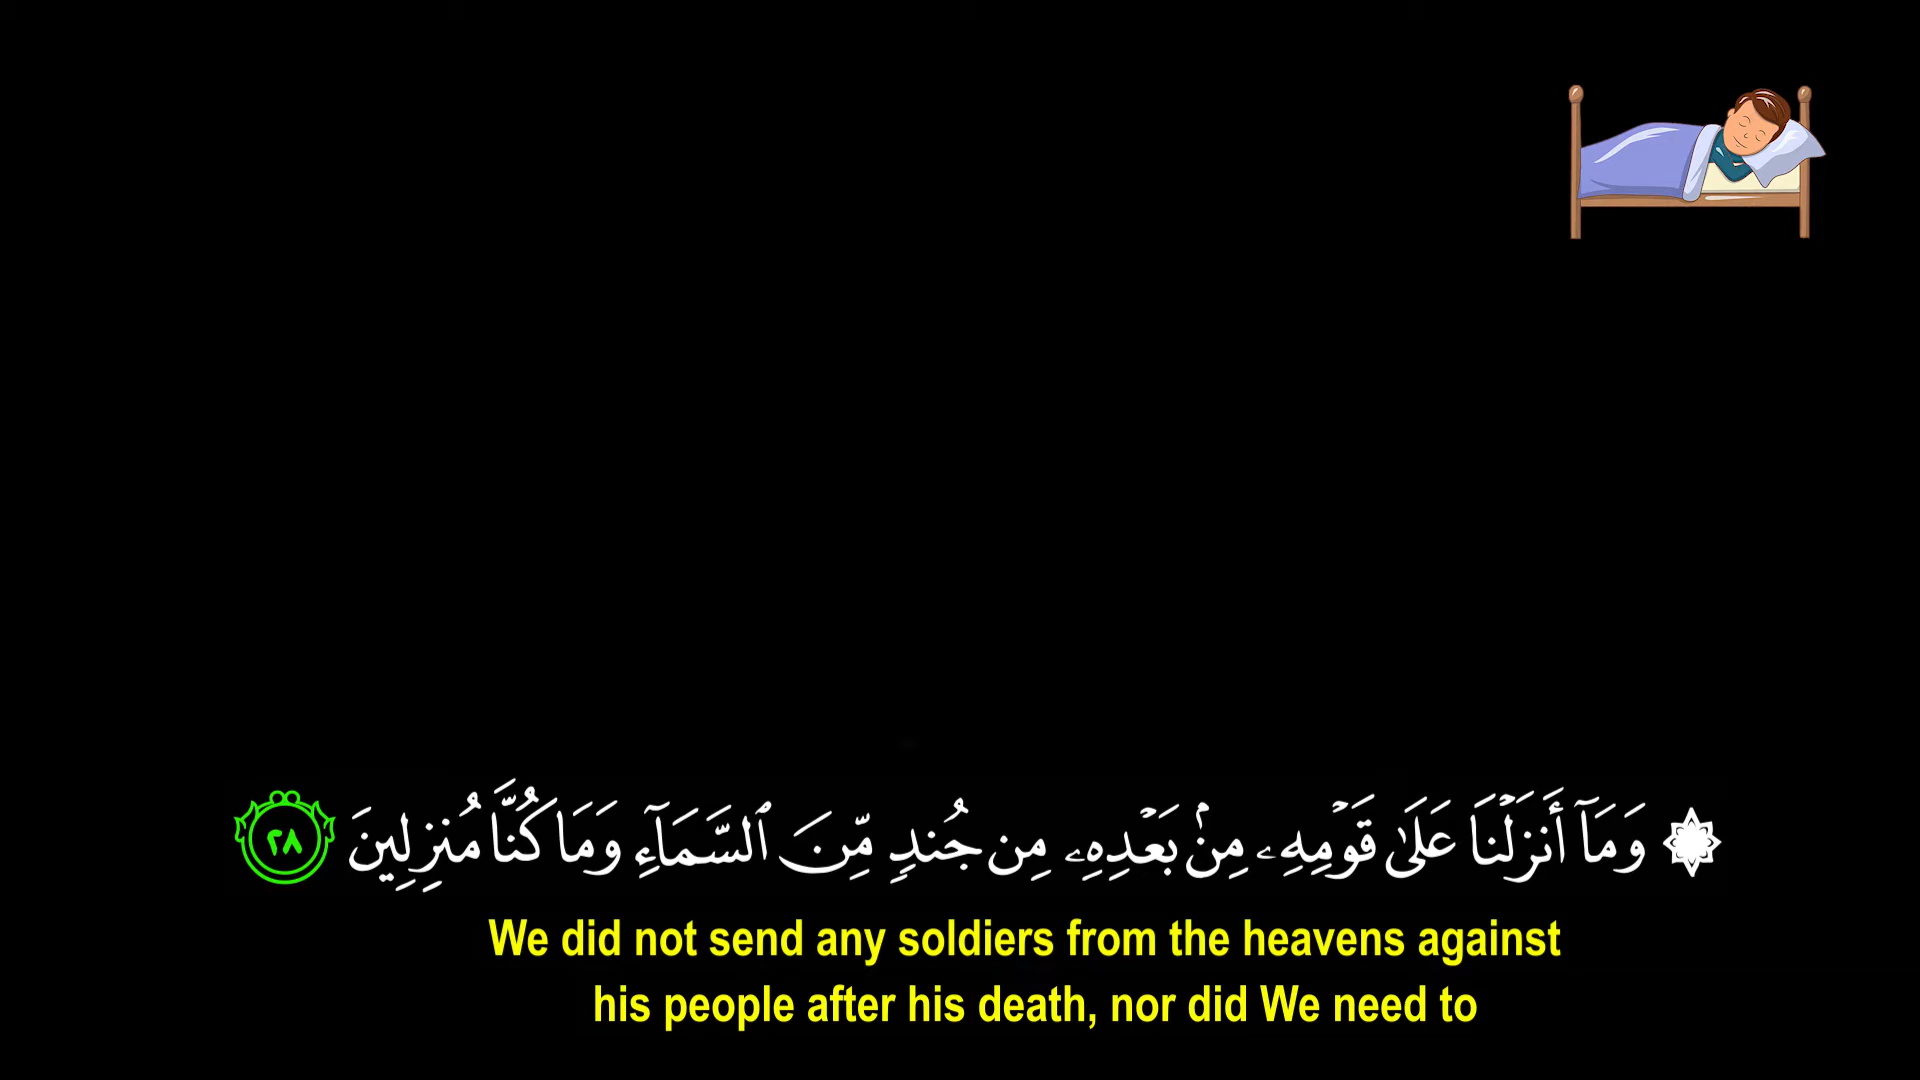 ۞ وَمَآ أَنزَلْنَا عَلَىٰ قَوْمِهِۦ مِنۢ بَعْدِهِۦ مِن جُندٍ مِّنَ ٱلسَّمَآءِ وَمَا كُنَّا مُنزِلِينَ ٢٨
We did not send any soldiers from the heavens against
his people after his death, nor did We need to